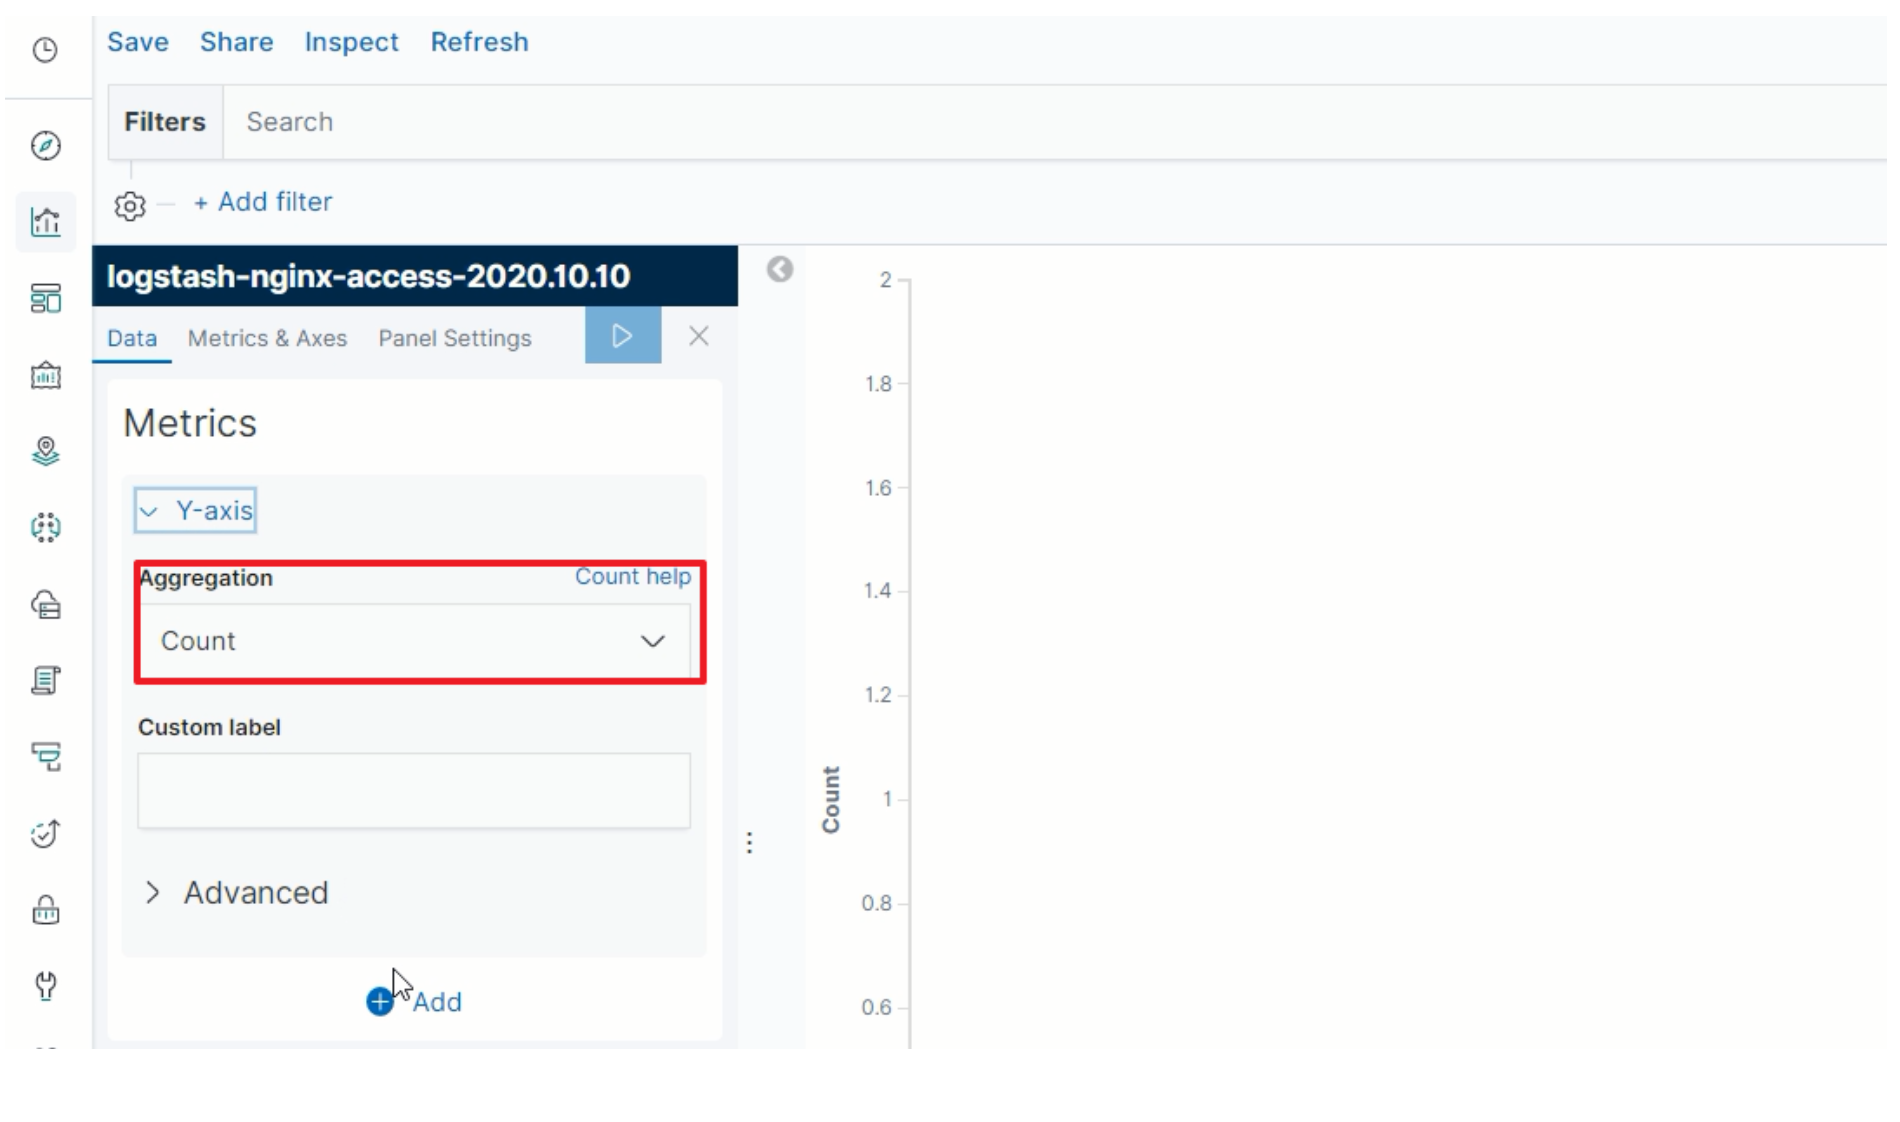 Save Share Inspect Refresh
Filters Search
+ Add filter
logstash-nginx-access-2020.10.10
Data Metrics & Axes Panel Settings
Metrics
Y-axis
Aggregation Count help
Count
Custom label
Advanced
Add
2
1.8
1.6
1.4
1.2
1
0.8
0.6
Count